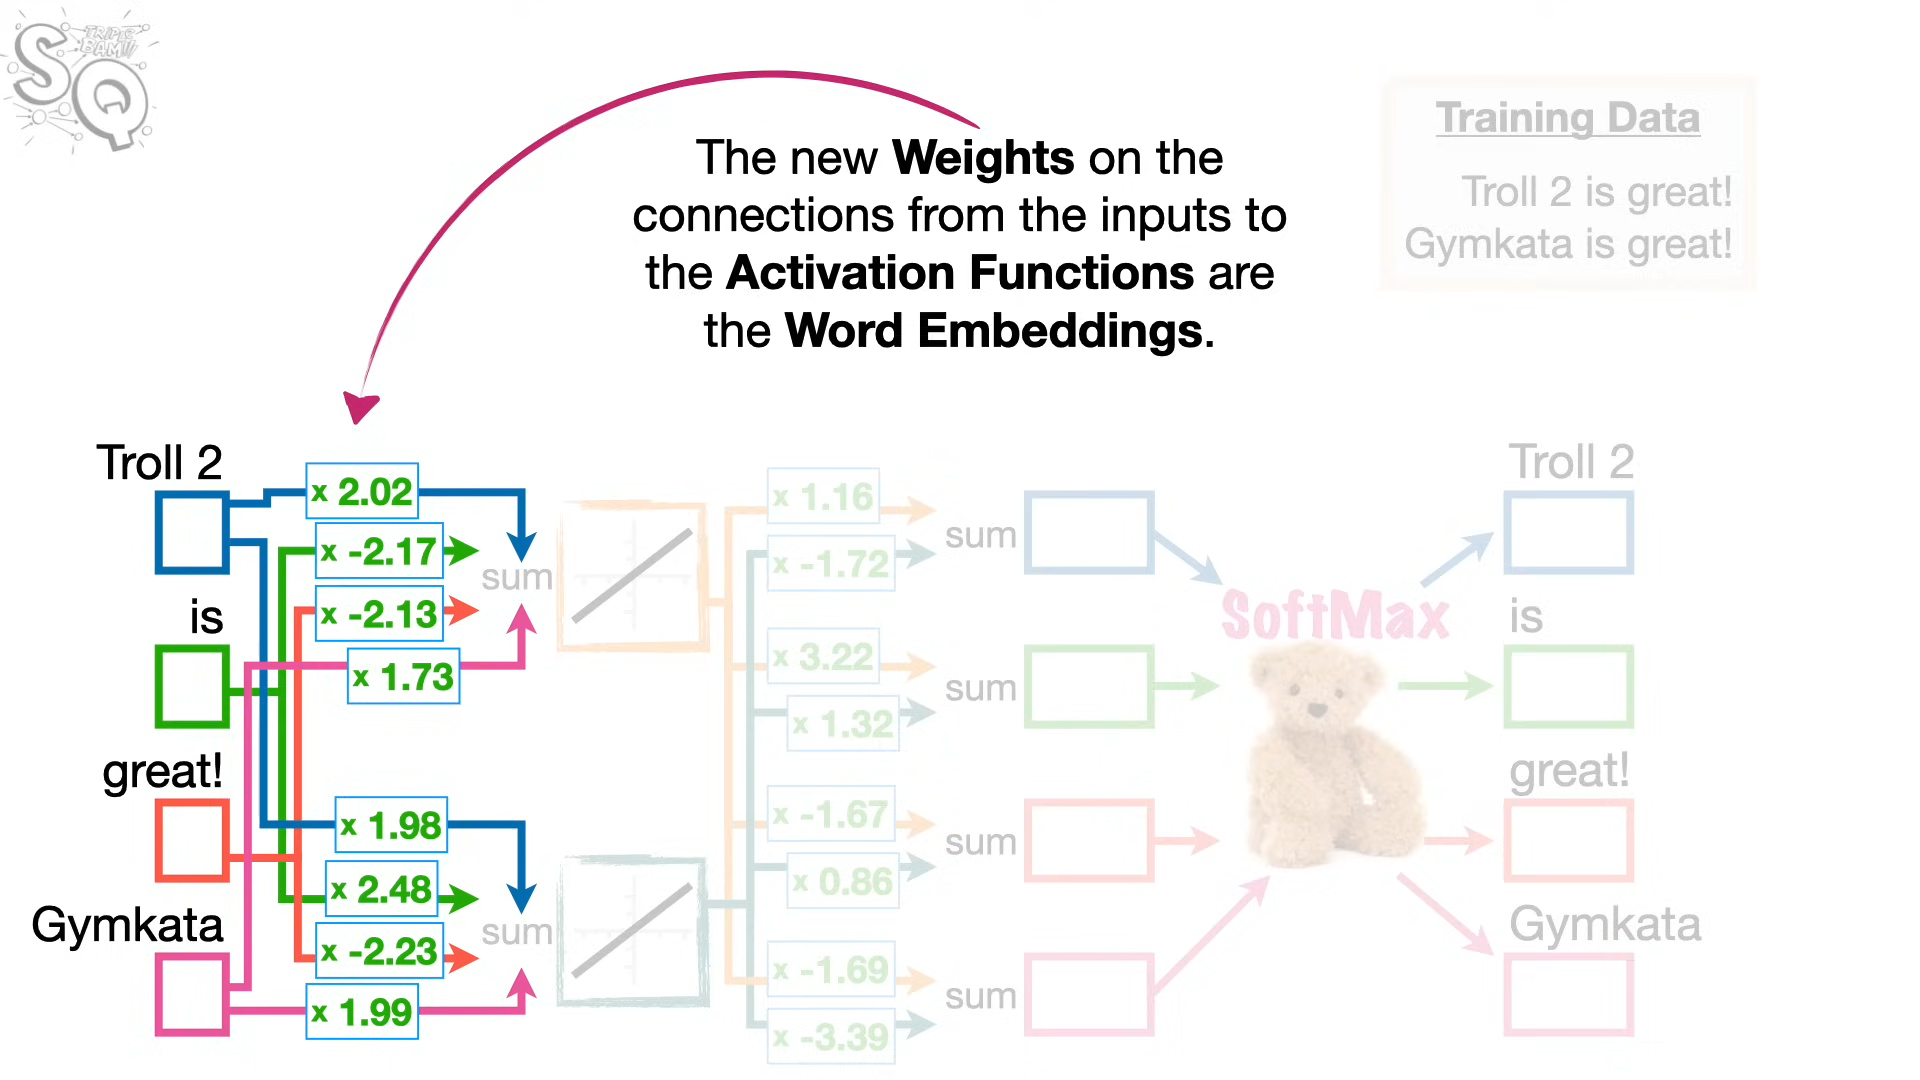 SQ
TRIPLE
BAM!!!
The new Weights on the
connections from the inputs to
the Activation Functions are
the Word Embeddings.
Training Data
Troll 2 is great!
Gymkata is great!
Troll 2
x 2.02
x -2.17
sum
x -2.13
is
x 1.73
great!
x 1.98
x 2.48
Gymkata
sum
x -2.23
x 1.99
x 1.16
sum
x -1.72
x 3.22
sum
x 1.32
x -1.67
sum
x 0.86
x -1.69
sum
x -3.39
SoftMax
Troll 2
is
great!
Gymkata